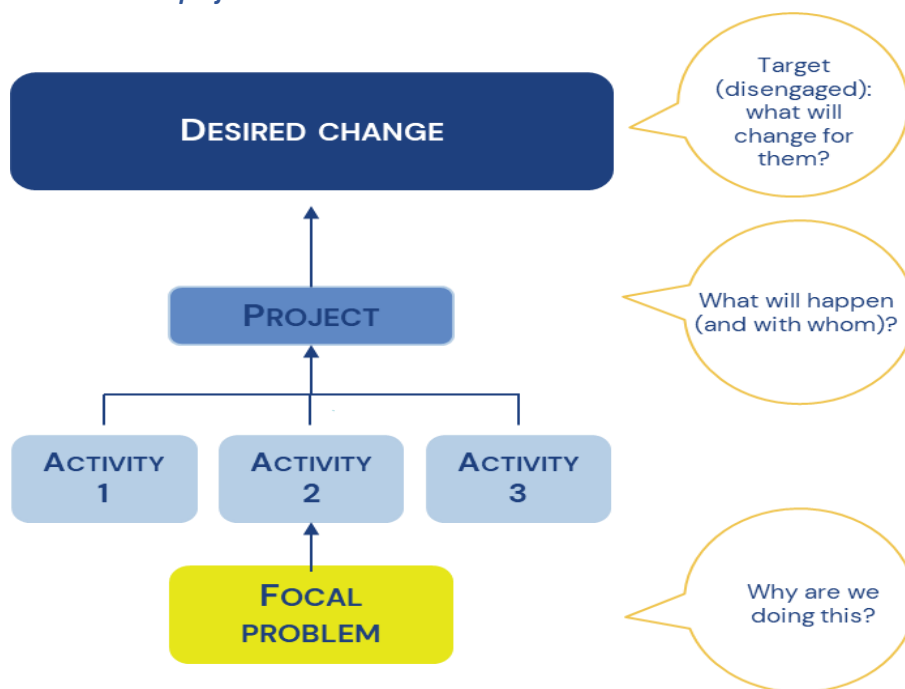 Target
(disengaged):
what will
change for
them?
DESIRED CHANGE
What will happen
(and with whom)?
PROJECT
ACTIVITY
1
ACTIVITY
2
ACTIVITY
3
FOCAL
PROBLEM
Why are we
doing this?